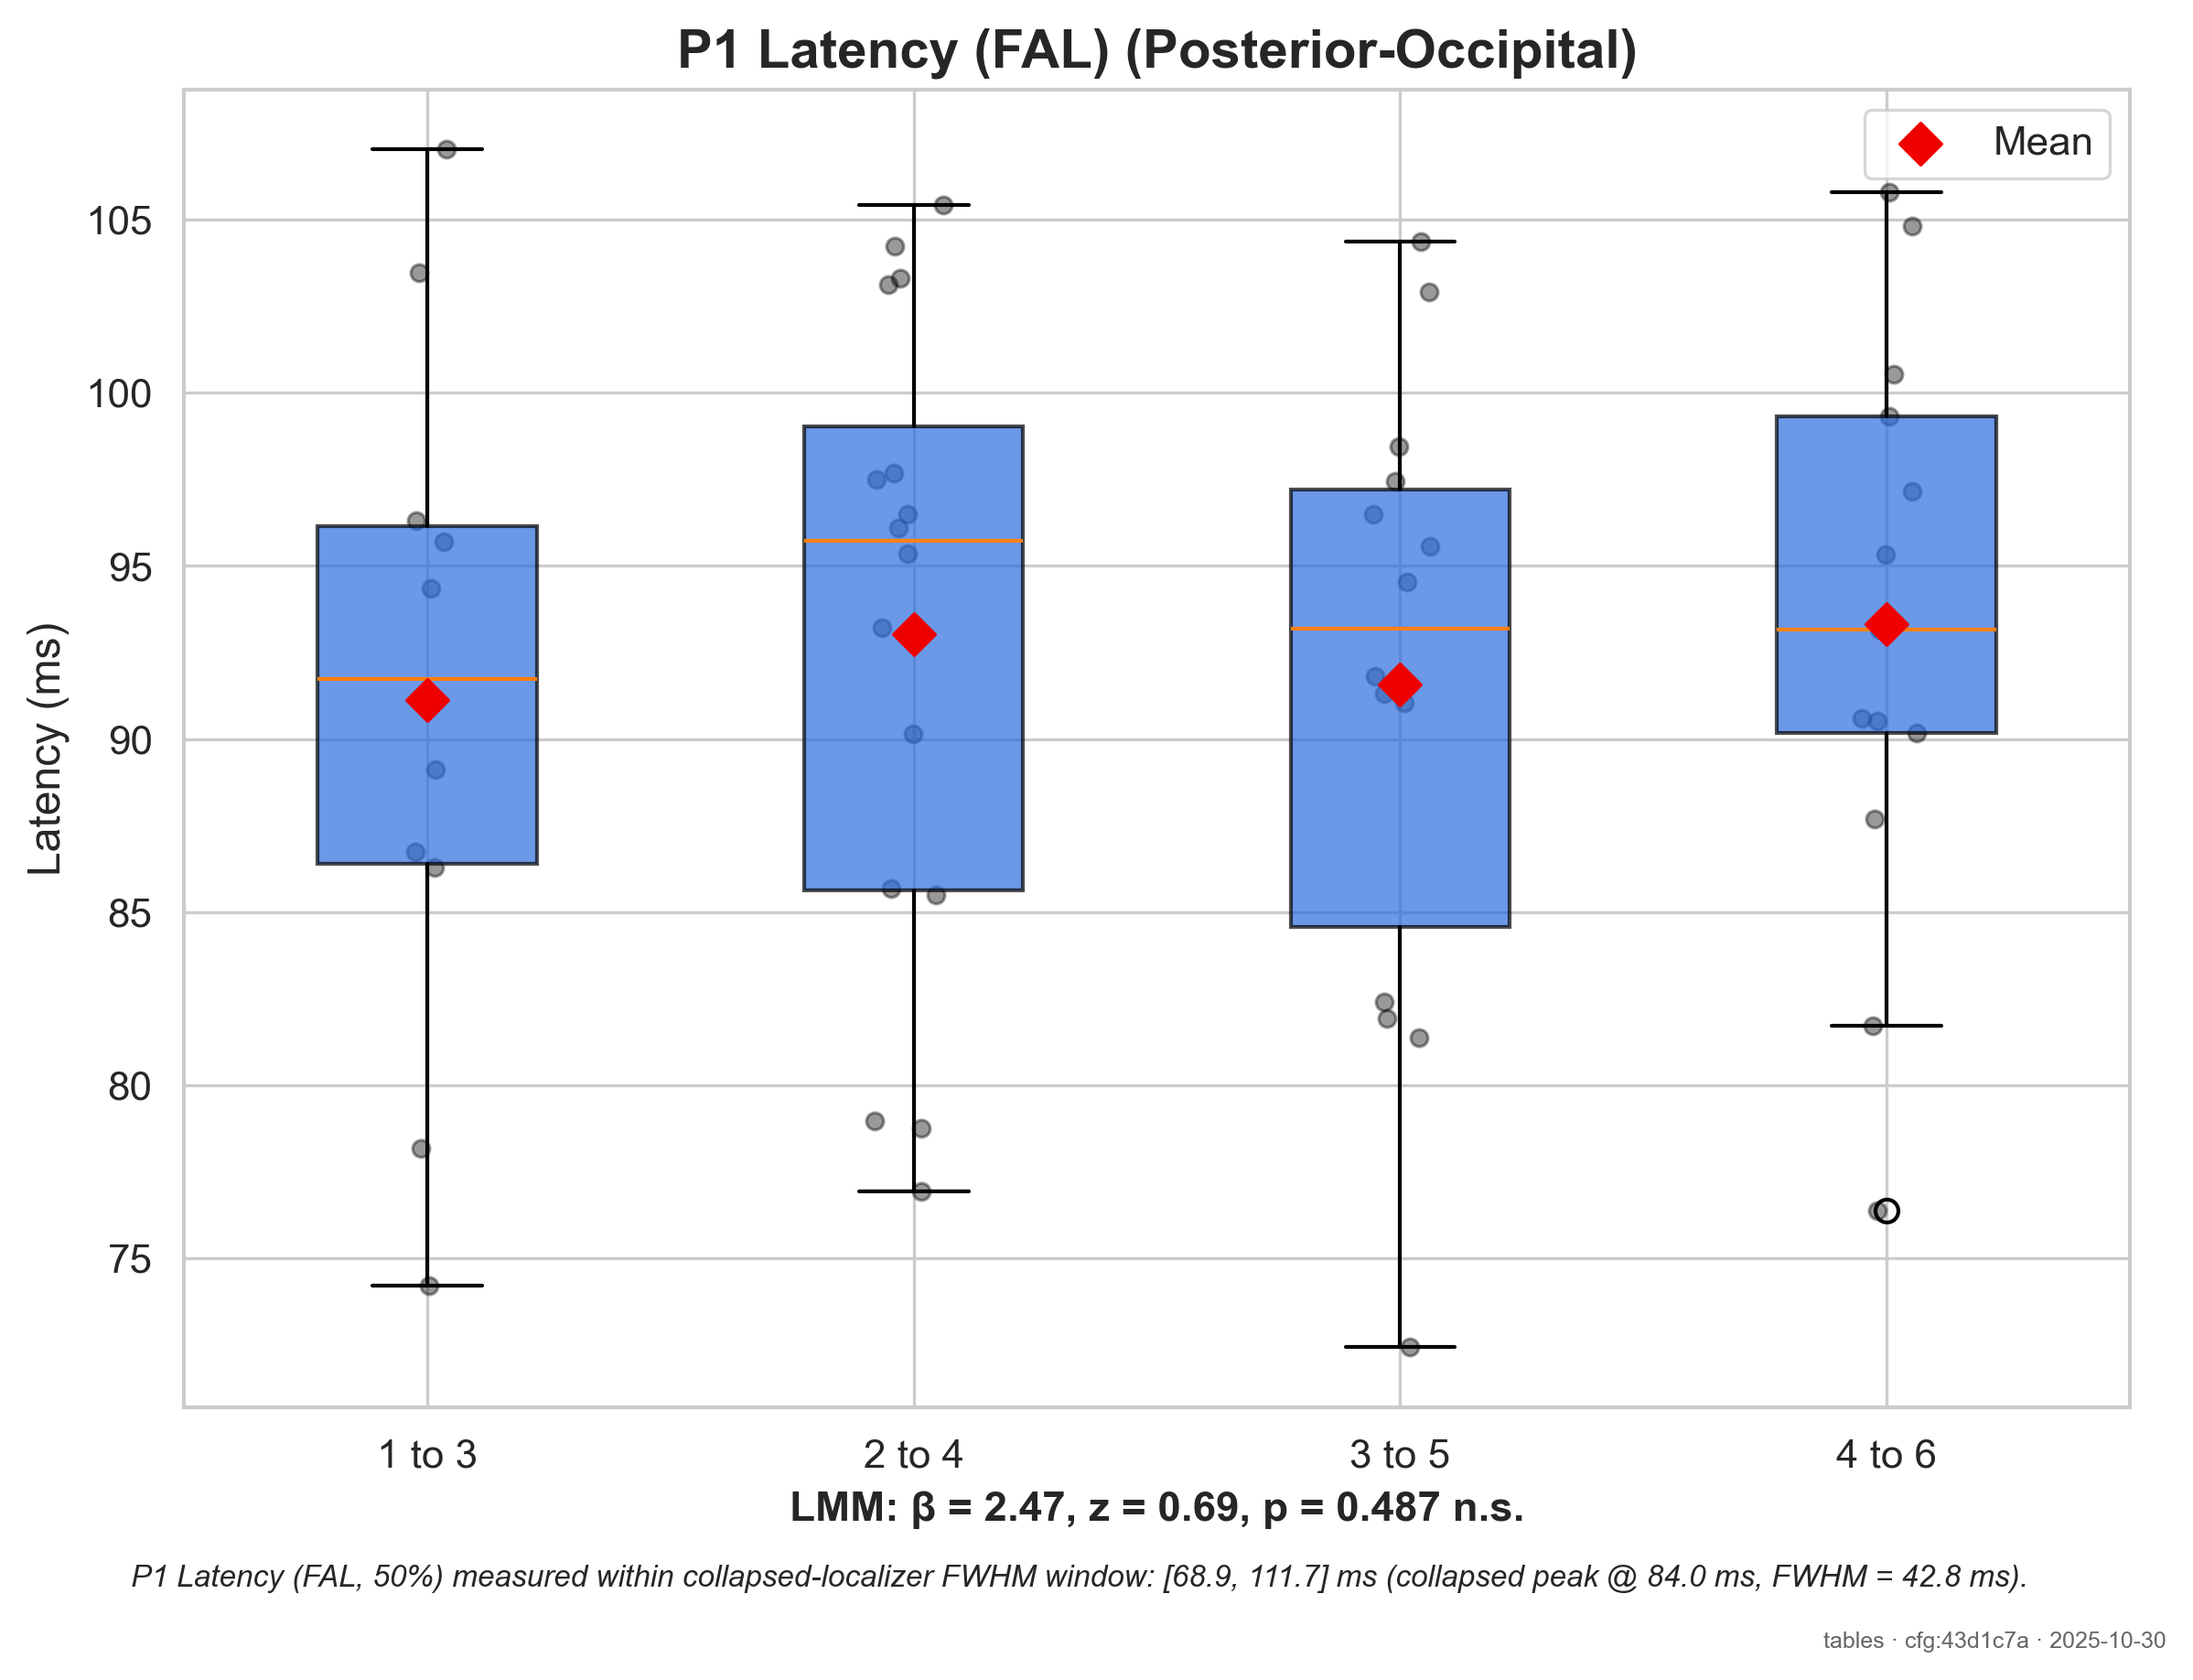 P1 Latency (FAL) (Posterior-Occipital)
Mean
Latency (ms)
105
100
95
90
85
80
75
1 to 3
2 to 4
3 to 5
4 to 6
LMM: β = 2.47, z = 0.69, p = 0.487 n.s.
P1 Latency (FAL, 50%) measured within collapsed-localizer FWHM window: [68.9, 111.7] ms (collapsed peak @ 84.0 ms, FWHM = 42.8 ms).
tables · cfg:43d1c7a · 2025-10-30